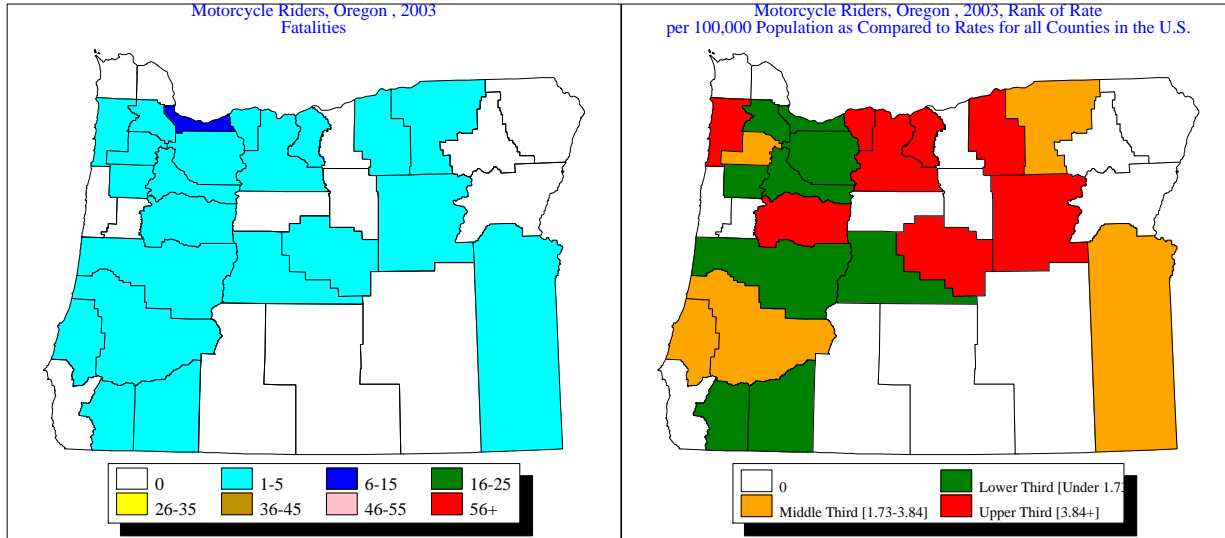 Motorcycle Riders, Oregon , 2003
Fatalities
0
1-5
6-15
16-25
26-35
36-45
46-55
56+
Motorcycle Riders, Oregon , 2003, Rank of Rate
per 100,000 Population as Compared to Rates for all Counties in the U.S.
0
Lower Third [Under 1.73
Middle Third [1.73-3.84]
Upper Third [3.84+]